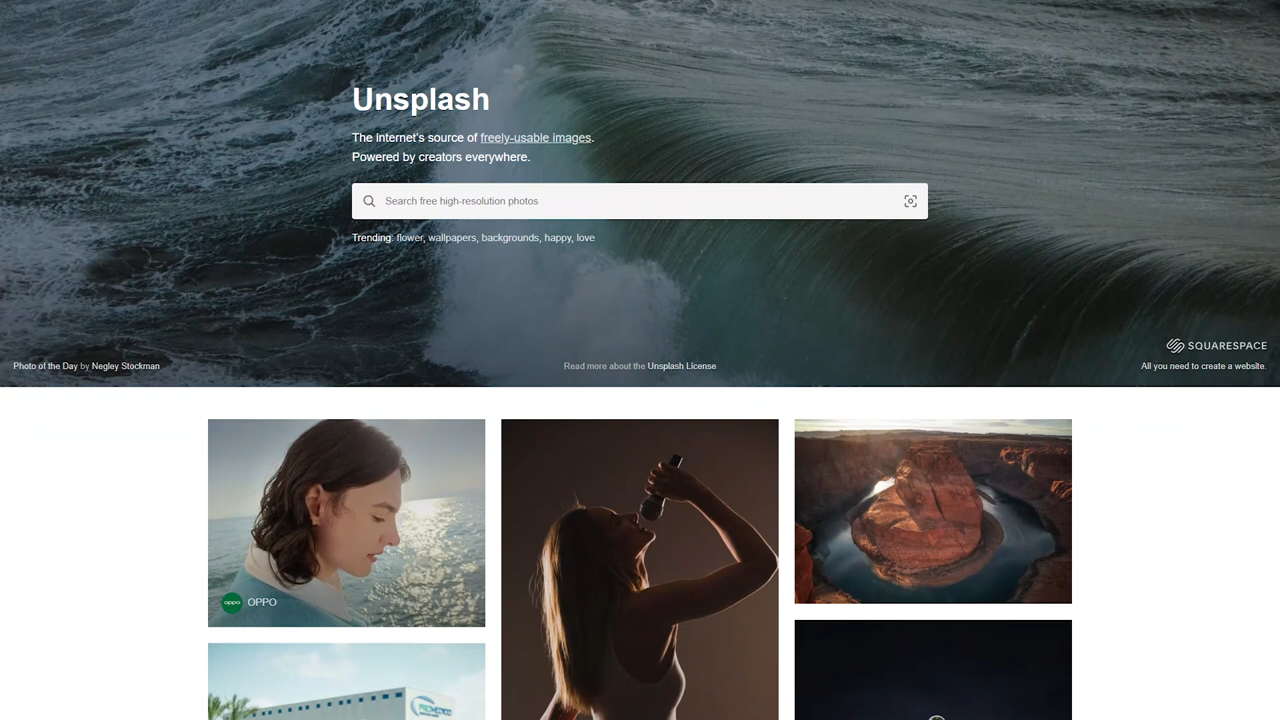 Unsplash
The internet's source of freely-usable images.
Powered by creators everywhere.
Search free high-resolution photos
Trending: flower, wallpapers, backgrounds, happy, love
SQUARESPACE
Photo of the Day by Negley Stockman
Read more about the Unsplash License
All you need to create a website.
oppo OPPO